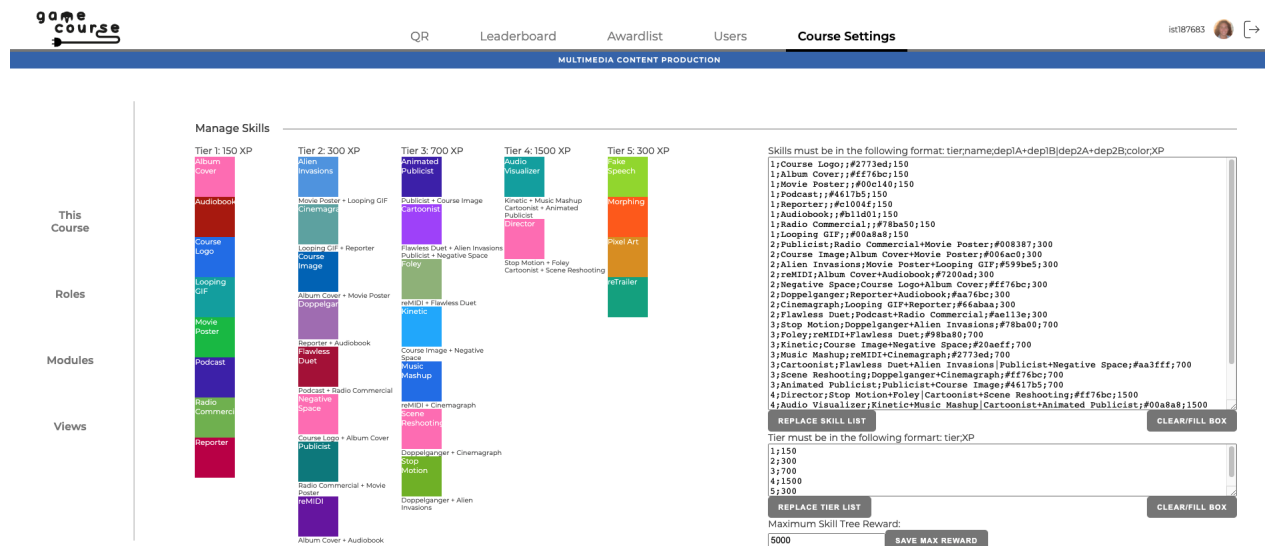 game
course
QR
Leaderboard
Awardlist
Users
Course Settings
ist187683
MULTIMEDIA CONTENT PRODUCTION
This
Course
Roles
Modules
Views
Manage Skills
Tier 1: 150 XP
Album
Cover
Audiobook
Course
Logo
Looping
GIF
Movie
Poster
Podcast
Radio
Commerci
Reporter
Tier 2: 300 XP
Alien
Invasions
Movie Poster + Looping GIF
Cinemagra
Looping GIF + Reporter
Course
Image
Album Cover + Movie Poster
Doppelgan
Reporter + Audiobook
Flawless
Duet
Podcast + Radio Commercial
Negative
Space
Course Logo + Album Cover
Publicist
Radio Commercial + Movie
Poster
reMIDI
Album Cover + Audiobook
Tier 3: 700 XP
Animated
Publicist
Publicist + Course Image
Cartoonist
Flawless Duet + Alien Invasions
Publicist + Negative Space
Foley
reMIDI + Flawless Duet
Kinetic
Course Image + Negative
Space
Music
Mashup
reMIDI + Cinemagraph
Scene
Reshooting
Doppelganger + Cinemagraph
Stop
Motion
Doppelganger + Alien
Invasions
Tier 4: 1500 XP
Audio
Visualizer
Kinetic + Music Mashup
Cartoonist + Animated
Publicist
Director
Stop Motion + Foley
Cartoonist + Scene Reshooting
Tier 5: 300 XP
Fake
Speech
Morphing
Pixel Art
reTrailer
Skills must be in the following format: tier;name;dep1A+dep1B|dep2A+dep2B;color;XP
1;Course Logo;;#2773ed;150
1;Album Cover;;#ff76bc;150
1;Movie Poster;;#00c140;150
1;Podcast;;#4617b5;150
1;Reporter;;#c1004f;150
1;Audiobook;;#b11d01;150
1;Radio Commercial;;#78ba50;150
1;Looping GIF;;#00a8a8;150
2;Publicist;Radio Commercial+Movie Poster;#008387;300
2;Course Image;Album Cover+Movie Poster;#006ac0;300
2;Alien Invasions;Movie Poster+Looping GIF;#599be5;300
2;reMIDI;Album Cover+Audiobook;#7200ad;300
2;Negative Space;Course Logo+Album Cover;#ff76bc;300
2;Doppelganger;Reporter+Audiobook;#aa76bc;300
2;Cinemagraph;Looping GIF+Reporter;#66abaa;300
2;Flawless Duet;Podcast+Radio Commercial;#ae113e;300
3;Stop Motion;Doppelganger+Alien Invasions;#78ba00;700
3;Foley;reMIDI+Flawless Duet;#98ba80;700
3;Kinetic;Course Image+Negative Space;#20aeff;700
3;Music Mashup;reMIDI+Cinemagraph;#2773ed;700
3;Cartoonist;Flawless Duet+Alien Invasions|Publicist+Negative Space;#aa3fff;700
3;Scene Reshooting;Doppelganger+Cinemagraph;#ff76bc;700
3;Animated Publicist;Publicist+Course Image;#4617b5;700
4;Director;Stop Motion+Foley|Cartoonist+Scene Reshooting;#ff76bc;1500
4;Audio Visualizer;Kinetic+Music Mashup|Cartoonist+Animated Publicist;#00a8a8;1500
REPLACE SKILL LIST
CLEAR/FILL BOX
Tier must be in the following formart: tier;XP
1;150
2;300
3;700
4;1500
5;300
REPLACE TIER LIST
CLEAR/FILL BOX
Maximum Skill Tree Reward:
5000
SAVE MAX REWARD